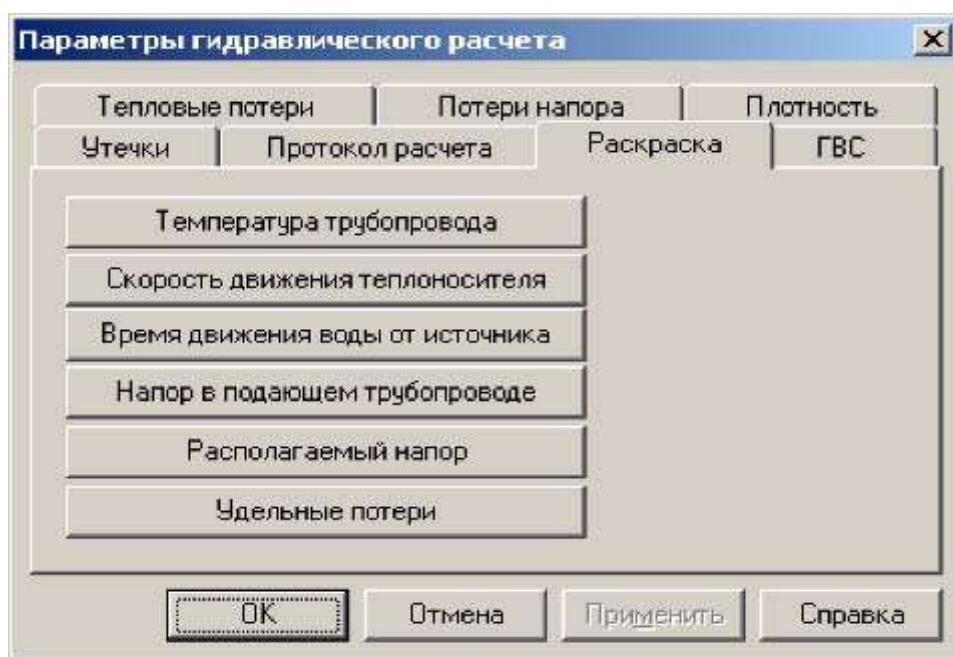 Параметры гидравлического расчета
Тепловые потери Потери напора Плотность
Утечки Протокол расчета Раскраска ГВС
Температура трубопровода
Скорость движения теплоносителя
Время движения воды от источника
Напор в подающем трубопроводе
Располагаемый напор
Удельные потери
OK Отмена Применить Справка